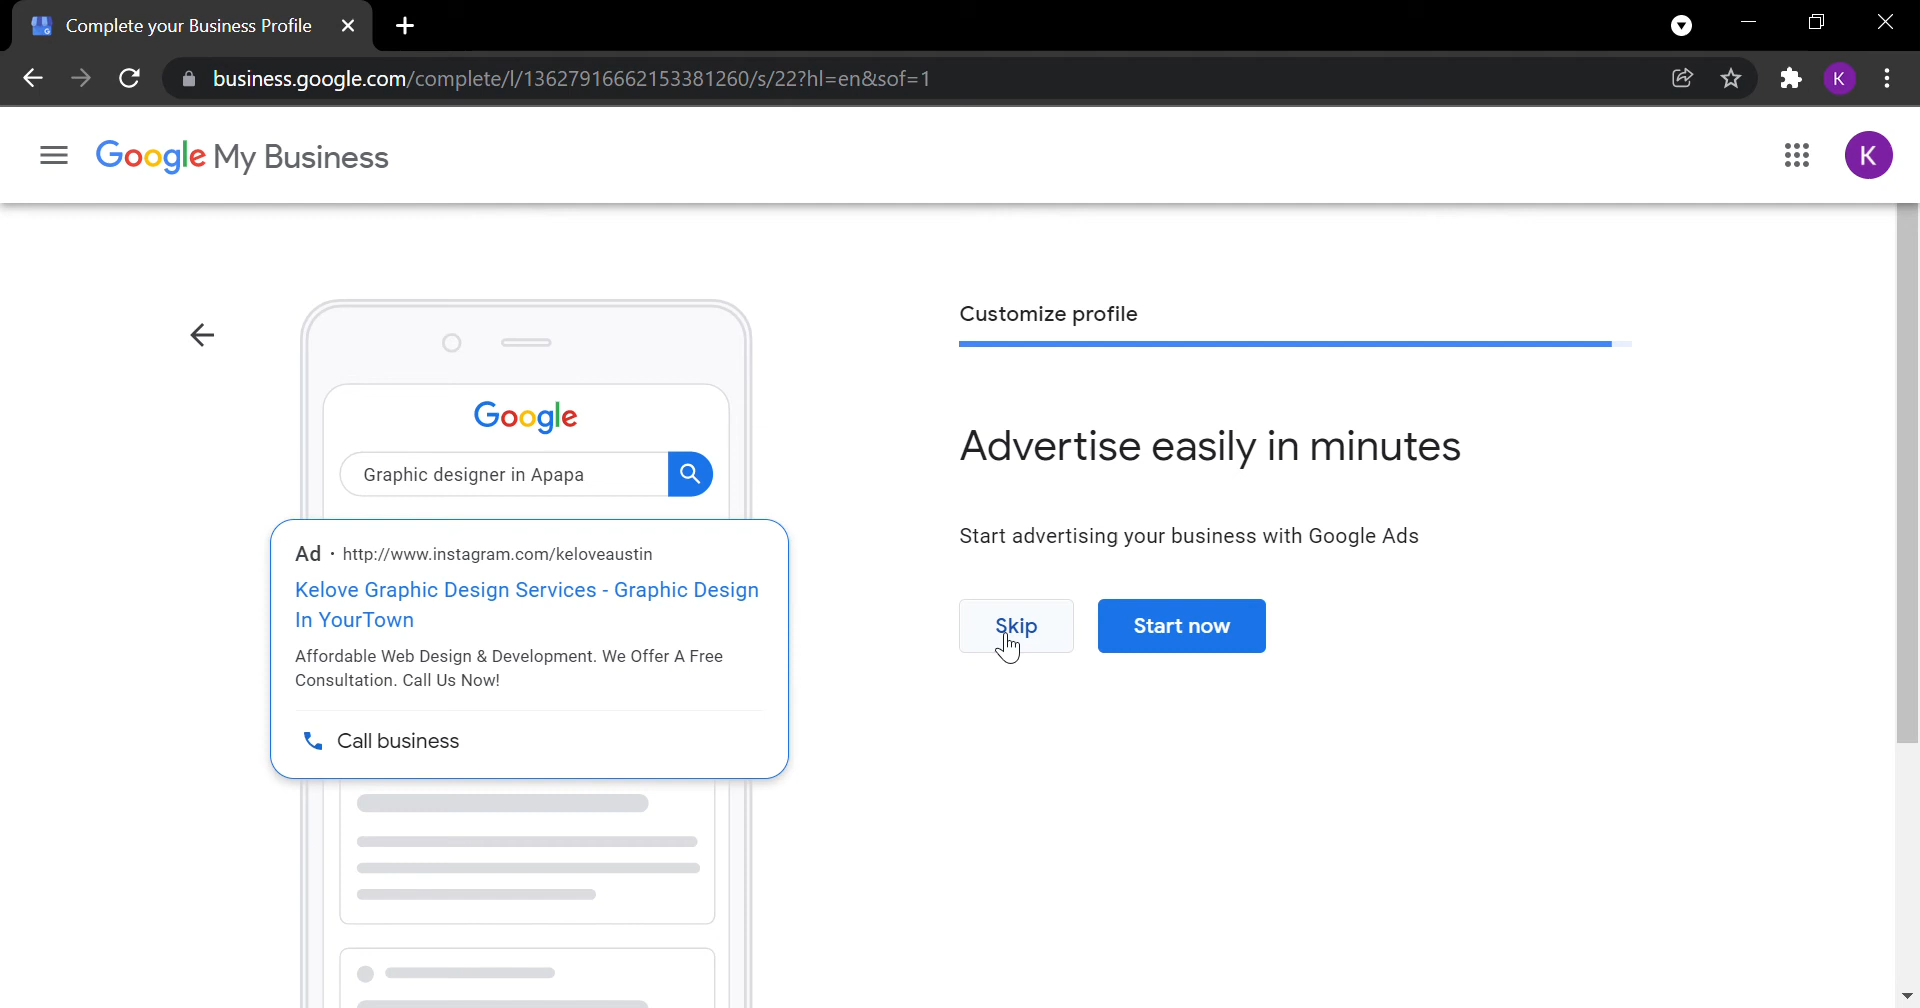 Complete your Business Profile
business.google.com/complete/l/13627916662153381260/s/22?hl=en&sof=1
K
Google My Business
K
Customize profile
Google
Graphic designer in Apapa
Advertise easily in minutes
Start advertising your business with Google Ads
Ad · http://www.instagram.com/keloveaustin
Kelove Graphic Design Services - Graphic Design
In YourTown
Affordable Web Design & Development. We Offer A Free
Consultation. Call Us Now!
Call business
Skip
Start now